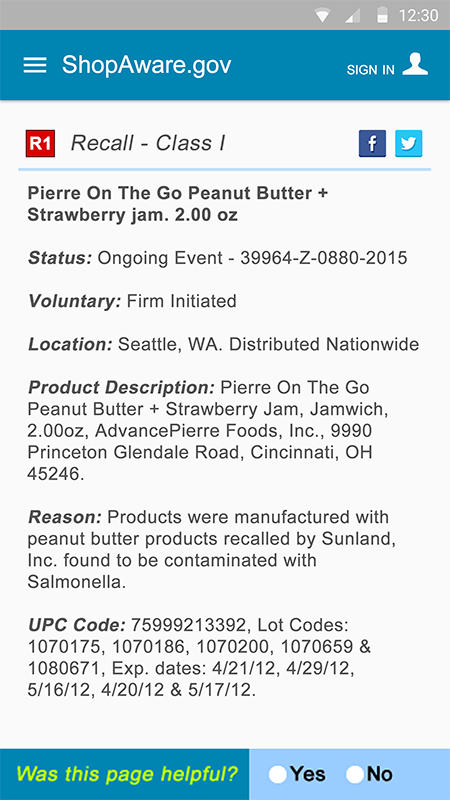 12:30
ShopAware.gov
SIGN IN
R1 Recall - Class I f
Pierre On The Go Peanut Butter +
Strawberry jam. 2.00 oz
Status: Ongoing Event - 39964-Z-0880-2015
Voluntary: Firm Initiated
Location: Seattle, WA. Distributed Nationwide
Product Description: Pierre On The Go
Peanut Butter + Strawberry Jam, Jamwich,
2.00oz, AdvancePierre Foods, Inc., 9990
Princeton Glendale Road, Cincinnati, OH
45246.
Reason: Products were manufactured with
peanut butter products recalled by Sunland,
Inc. found to be contaminated with
Salmonella.
UPC Code: 75999213392, Lot Codes:
1070175, 1070186, 1070200, 1070659 &
1080671, Exp. dates: 4/21/12, 4/29/12,
5/16/12, 4/20/12 & 5/17/12.
Was this page helpful? Yes No